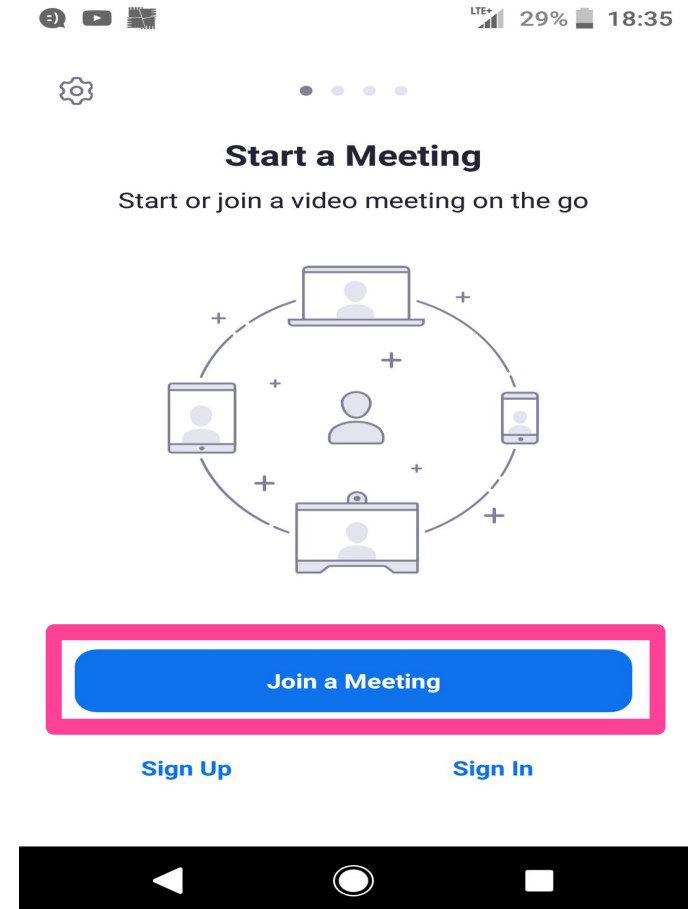 LTE+ 29% 18:35
Start a Meeting
Start or join a video meeting on the go
Join a Meeting
Sign Up Sign In